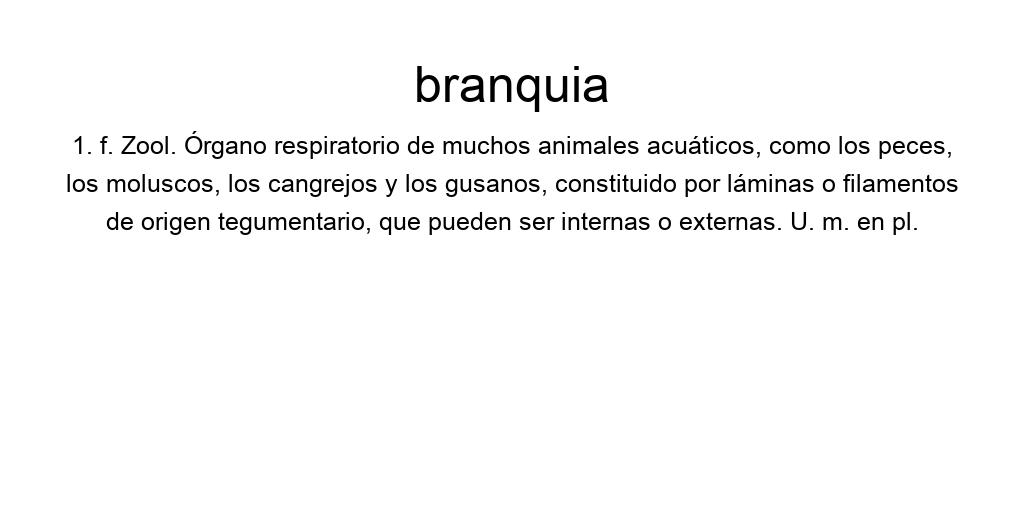 branquia
1. f. Zool. Órgano respiratorio de muchos animales acuáticos, como los peces,
los moluscos, los cangrejos y los gusanos, constituido por láminas o filamentos
de origen tegumentario, que pueden ser internas o externas. U. m. en pl.